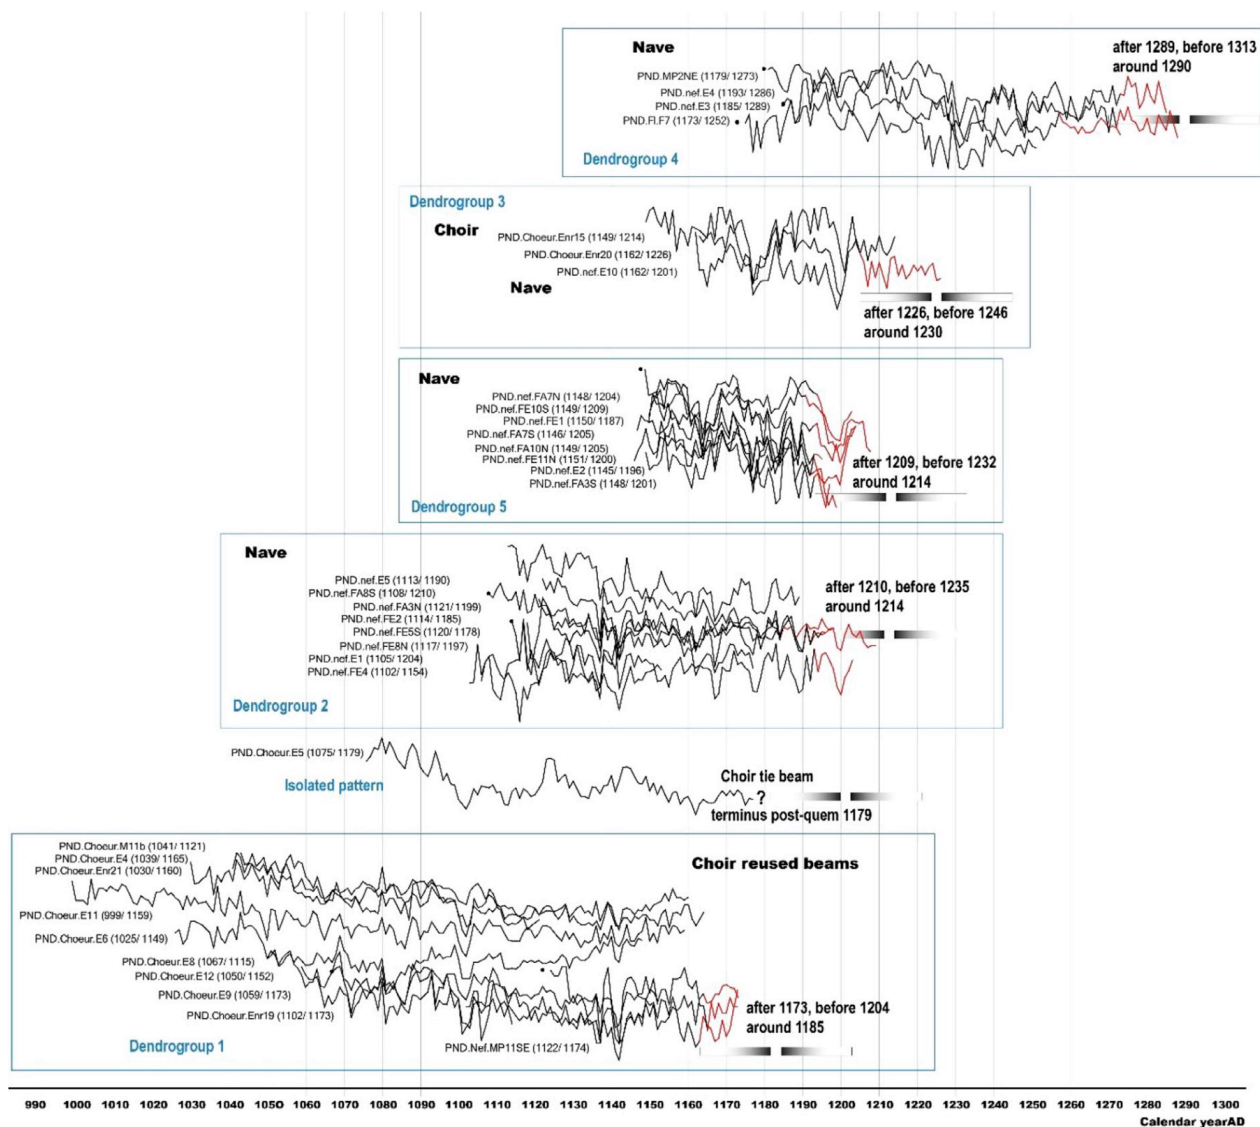 Nave
after 1289, before 1313
around 1290
PND.MP2NE (1179/ 1273)
PND.nef.E4 (1193/ 1286)
PND.nef.E3 (1185/ 1289)
PND.Fl.F7 (1173/ 1252)
Dendrogroup 4
Dendrogroup 3
Choir
PND.Choeur.Enr15 (1149/ 1214)
PND.Choeur.Enr20 (1162/ 1226)
PND.nef.E10 (1162/ 1201)
Nave
after 1226, before 1246
around 1230
Nave
PND.nef.FA7N (1148/ 1204)
PND.nef.FE10S (1149/ 1209)
PND.nef.FE1 (1150/ 1187)
PND.nef.FA7S (1146/ 1205)
PND.nef.FA10N (1149/ 1205)
PND.nef.FE11N (1151/ 1200)
PND.nef.E2 (1145/ 1196)
PND.nef.FA3S (1148/ 1201)
after 1209, before 1232
around 1214
Dendrogroup 5
Nave
PND.nef.E5 (1113/ 1190)
PND.nef.FA8S (1108/ 1210)
PND.nef.FA3N (1121/ 1199)
PND.nef.FE2 (1114/ 1185)
PND.nef.FE5S (1120/ 1178)
PND.nef.FE8N (1117/ 1197)
PND.nef.E1 (1105/ 1204)
PND.nef.FE4 (1102/ 1154)
after 1210, before 1235
around 1214
Dendrogroup 2
PND.Choeur.E5 (1075/ 1179)
Isolated pattern
Choir tie beam
?
terminus post-quem 1179
PND.Choeur.M11b (1041/ 1121)
PND.Choeur.E4 (1039/ 1165)
PND.Choeur.Enr21 (1030/ 1160)
Choir reused beams
PND.Choeur.E11 (999/ 1159)
PND.Choeur.E6 (1025/ 1149)
PND.Choeur.E8 (1067/ 1115)
PND.Choeur.E12 (1050/ 1152)
PND.Choeur.E9 (1059/ 1173)
PND.Choeur.Enr19 (1102/ 1173)
after 1173, before 1204
around 1185
Dendrogroup 1
PND.Nef.MP11SE (1122/ 1174)
990 1000 1010 1020 1030 1040 1050 1060 1070 1080 1090 1100 1110 1120 1130 1140 1150 1160 1170 1180 1190 1200 1210 1220 1230 1240 1250 1260 1270 1280 1290 1300
Calendar yearAD